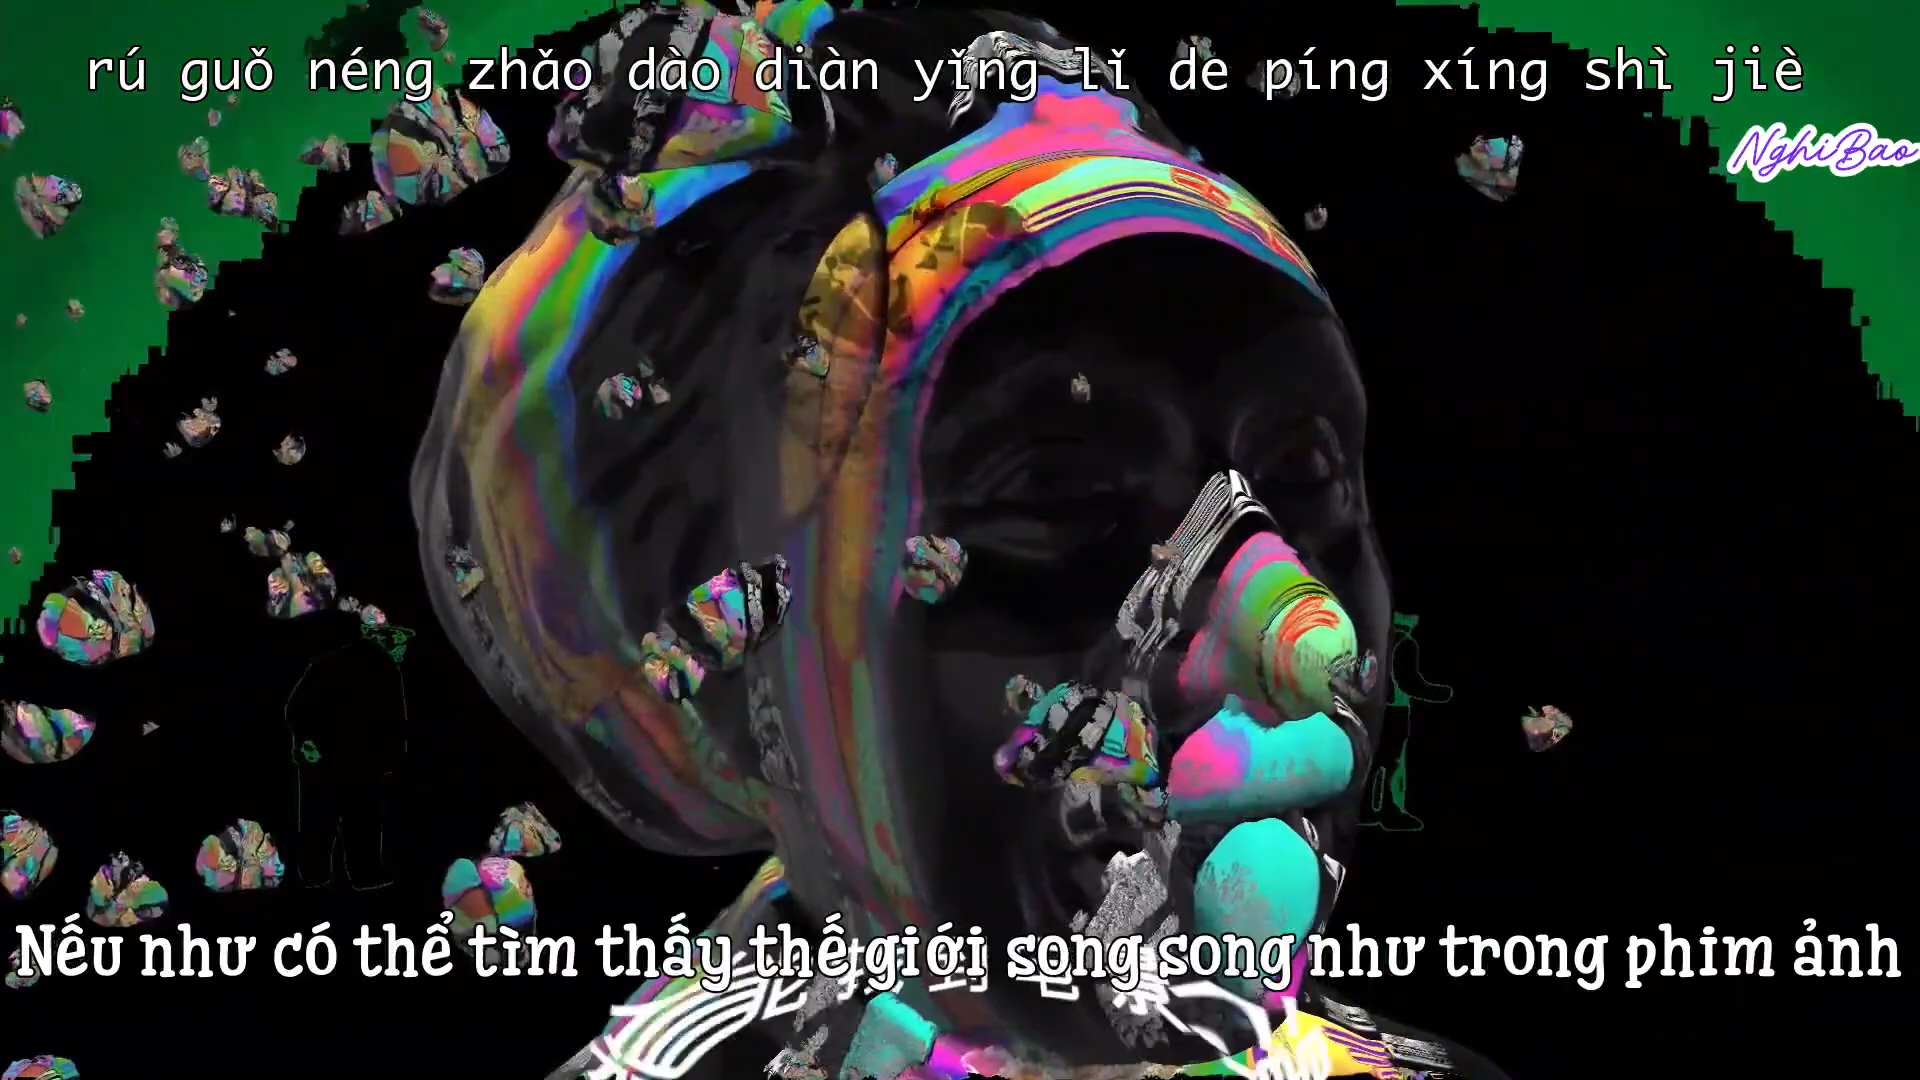 rú guǒ néng zhǎo dào diàn yǐng lǐ de píng xíng shì jiè
NghiBao
Nếu như có thể tìm thấy thế giới song song như trong phim ảnh